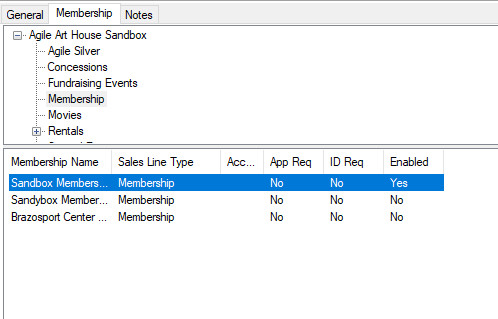 General Membership Notes
Agile Art House Sandbox
Agile Silver
Concessions
Fundraising Events
Membership
Movies
Rentals
Membership Name Sales Line Type Acc... App Req ID Req Enabled
Sandbox Members... Membership No No Yes
Sandybox Member... Membership No No No
Brazosport Center ... Membership No No No